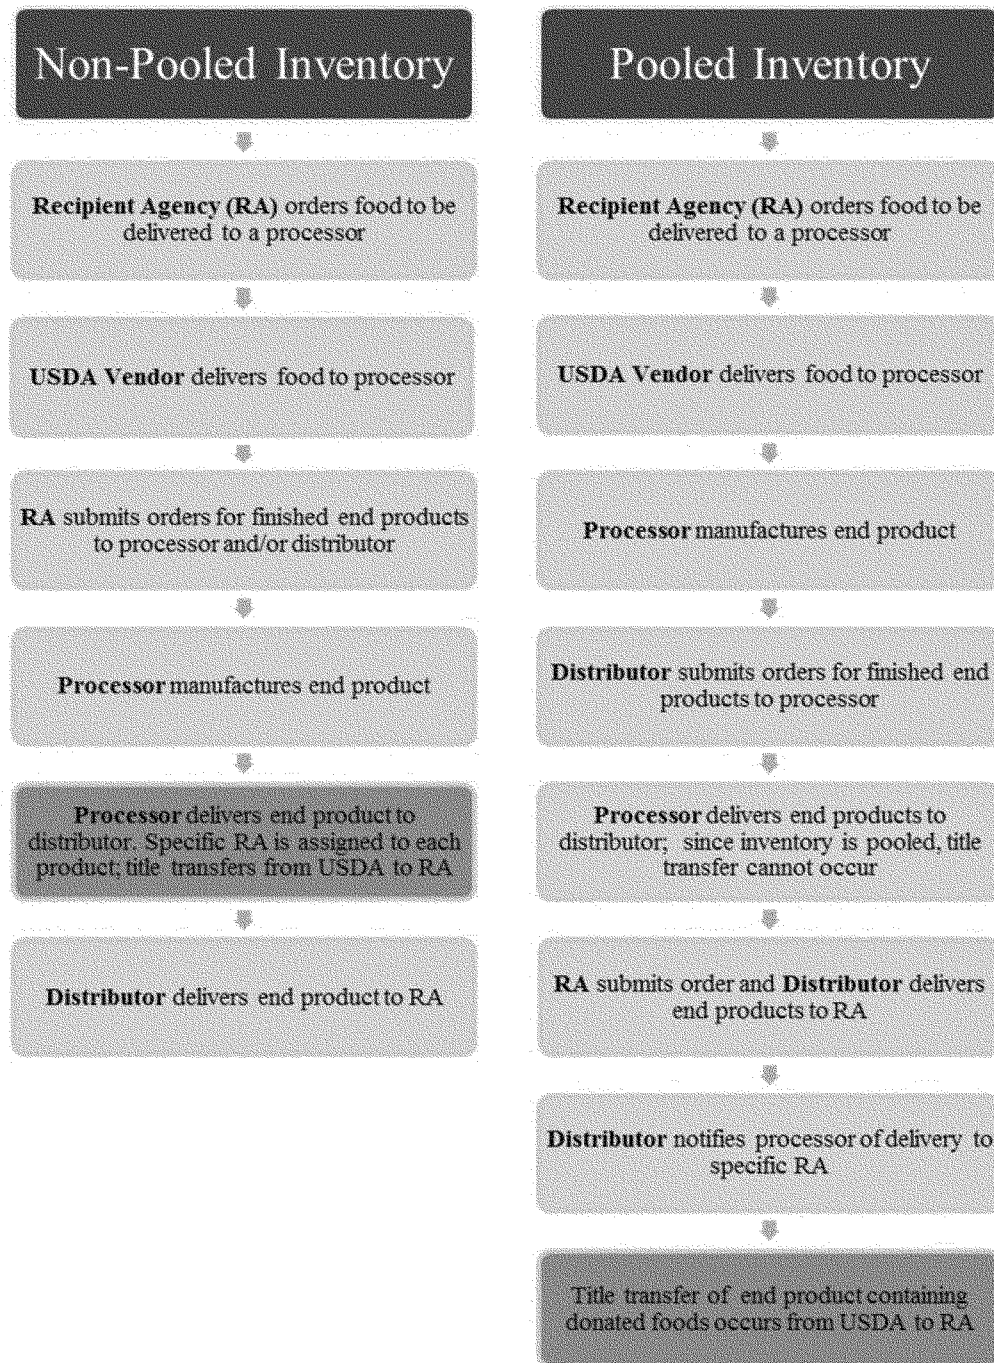 Non-Pooled Inventory
Recipient Agency (RA) orders food to be
delivered to a processor
USDA Vendor delivers food to processor
RA submits orders for finished end products
to processor and/or distributor
Processor manufactures end product
Processor delivers end product to
distributor. Specific RA is assigned to each
product; title transfers from USDA to RA
Distributor delivers end product to RA
Pooled Inventory
Recipient Agency (RA) orders food to be
delivered to a processor
USDA Vendor delivers food to processor
Processor manufactures end product
Distributor submits orders for finished end
products to processor
Processor delivers end products to
distributor; since inventory is pooled, title
transfer cannot occur
RA submits order and Distributor delivers
end products to RA
Distributor notifies processor of delivery to
specific RA
Title transfer of end product containing
donated foods occurs from USDA to RA